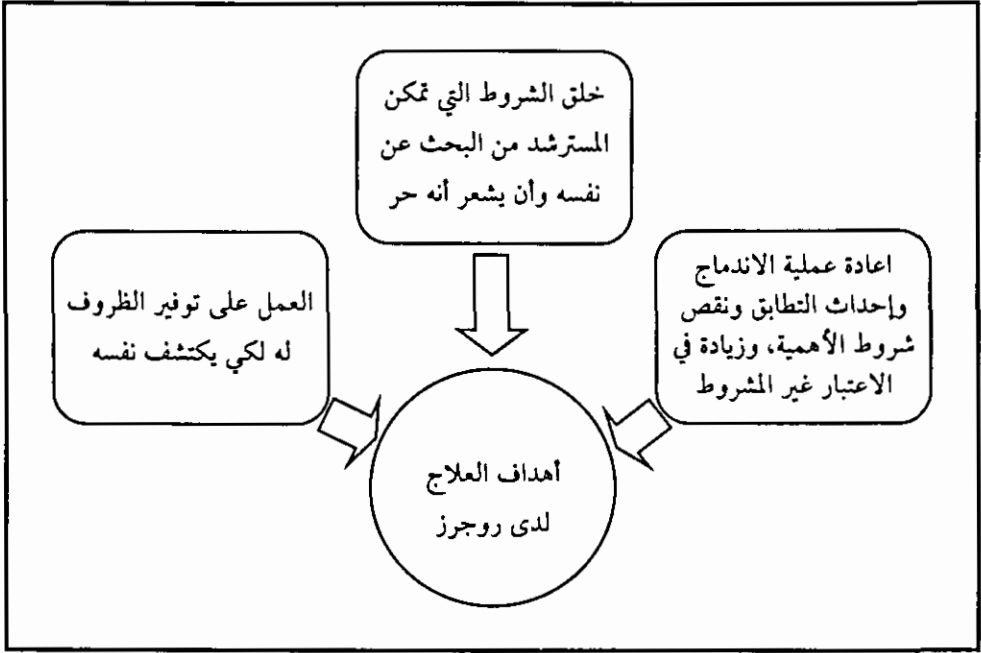 خلق الشروط التي تمكن
المسترشد من البحث عن
نفسه وأن يشعر أنه حر
اعادة عملية الاندماج
وإحداث التطابق ونقص
شروط الأهمية، وزيادة في
الاعتبار غير المشروط
العمل على توفير الظروف
له لكي يكتشف نفسه
أهداف العلاج
لدى روجرز